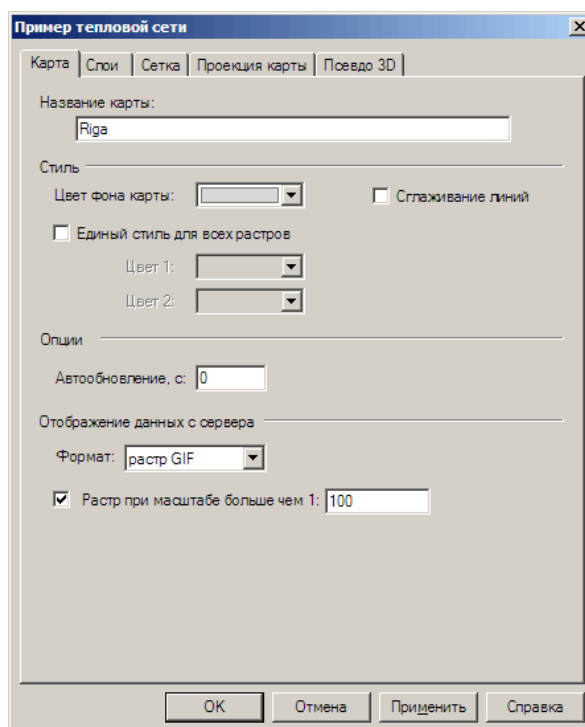 Пример тепловой сети
Карта Слои Сетка Проекция карты Псевдо 3D
Название карты:
Riga
Стиль
Цвет фона карты: Сглаживание линий
Единый стиль для всех растров
Цвет 1:
Цвет 2:
Опции
Автообновление, с: 0
Отображение данных с сервера
Формат: растр GIF
Растр при масштабе больше чем 1: 100
OK Отмена Применить Справка